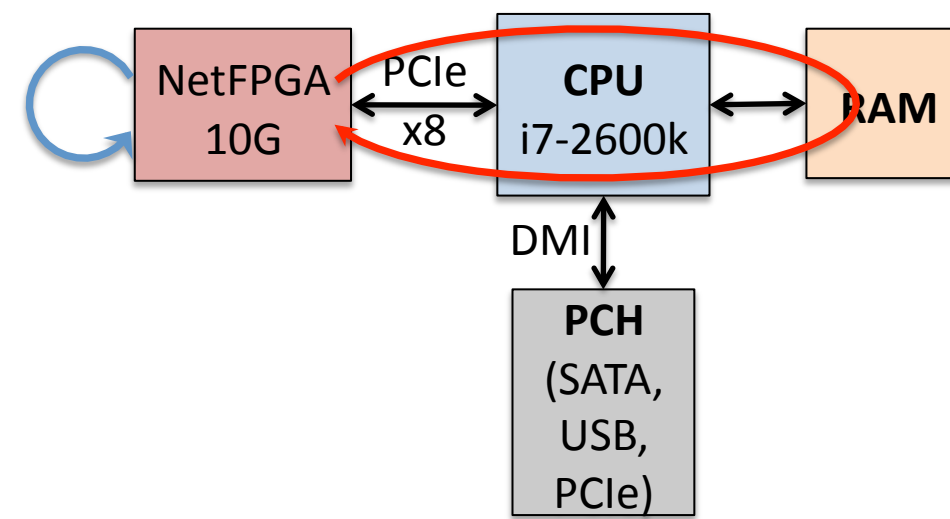 NetFPGA
10G
PCIe
x8
CPU
i7-2600k
RAM
DMI
PCH
(SATA,
USB,
PCIe)